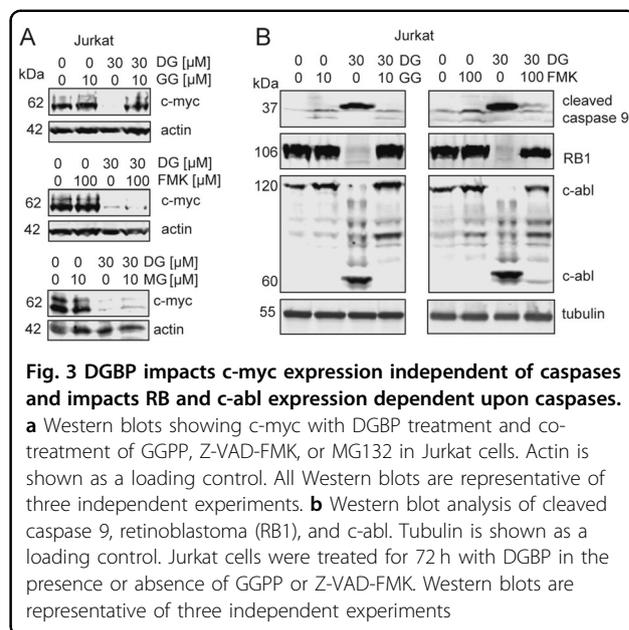 A
Jurkat
0 0 30 30 DG [µM]
kDa 0 10 0 10 GG [µM]
62 c-myc
42 actin
0 0 30 30 DG [µM]
0 100 0 100 FMK [µM]
62 c-myc
42 actin
0 0 30 30 DG [µM]
0 10 0 10 MG [µM]
62 c-myc
42 actin
B
Jurkat
0 0 30 30 DG 0 0 30 30 DG
kDa 0 10 0 10 GG 0 100 0 100 FMK
37 cleaved
caspase 9
106 RB1
120 c-abl
60 c-abl
55 tubulin
Fig. 3 DGBP impacts c-myc expression independent of caspases
and impacts RB and c-abl expression dependent upon caspases.
a Western blots showing c-myc with DGBP treatment and co-
treatment of GGPP, Z-VAD-FMK, or MG132 in Jurkat cells. Actin is
shown as a loading control. All Western blots are representative of
three independent experiments. b Western blot analysis of cleaved
caspase 9, retinoblastoma (RB1), and c-abl. Tubulin is shown as a
loading control. Jurkat cells were treated for 72 h with DGBP in the
presence or absence of GGPP or Z-VAD-FMK. Western blots are
representative of three independent experiments